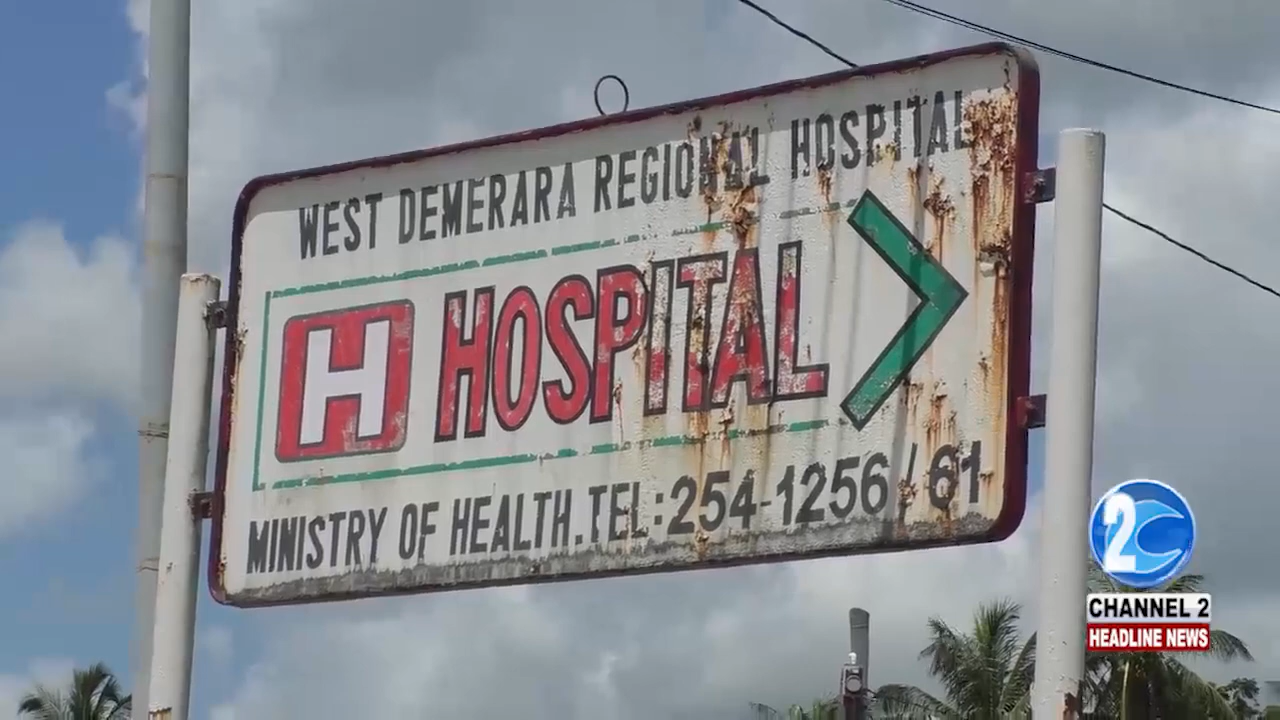 WEST DEMERARA REGIONAL HOSPITAL
H HOSPITAL
MINISTRY OF HEALTH.TEL:254-1256/61
2
CHANNEL 2
HEADLINE NEWS